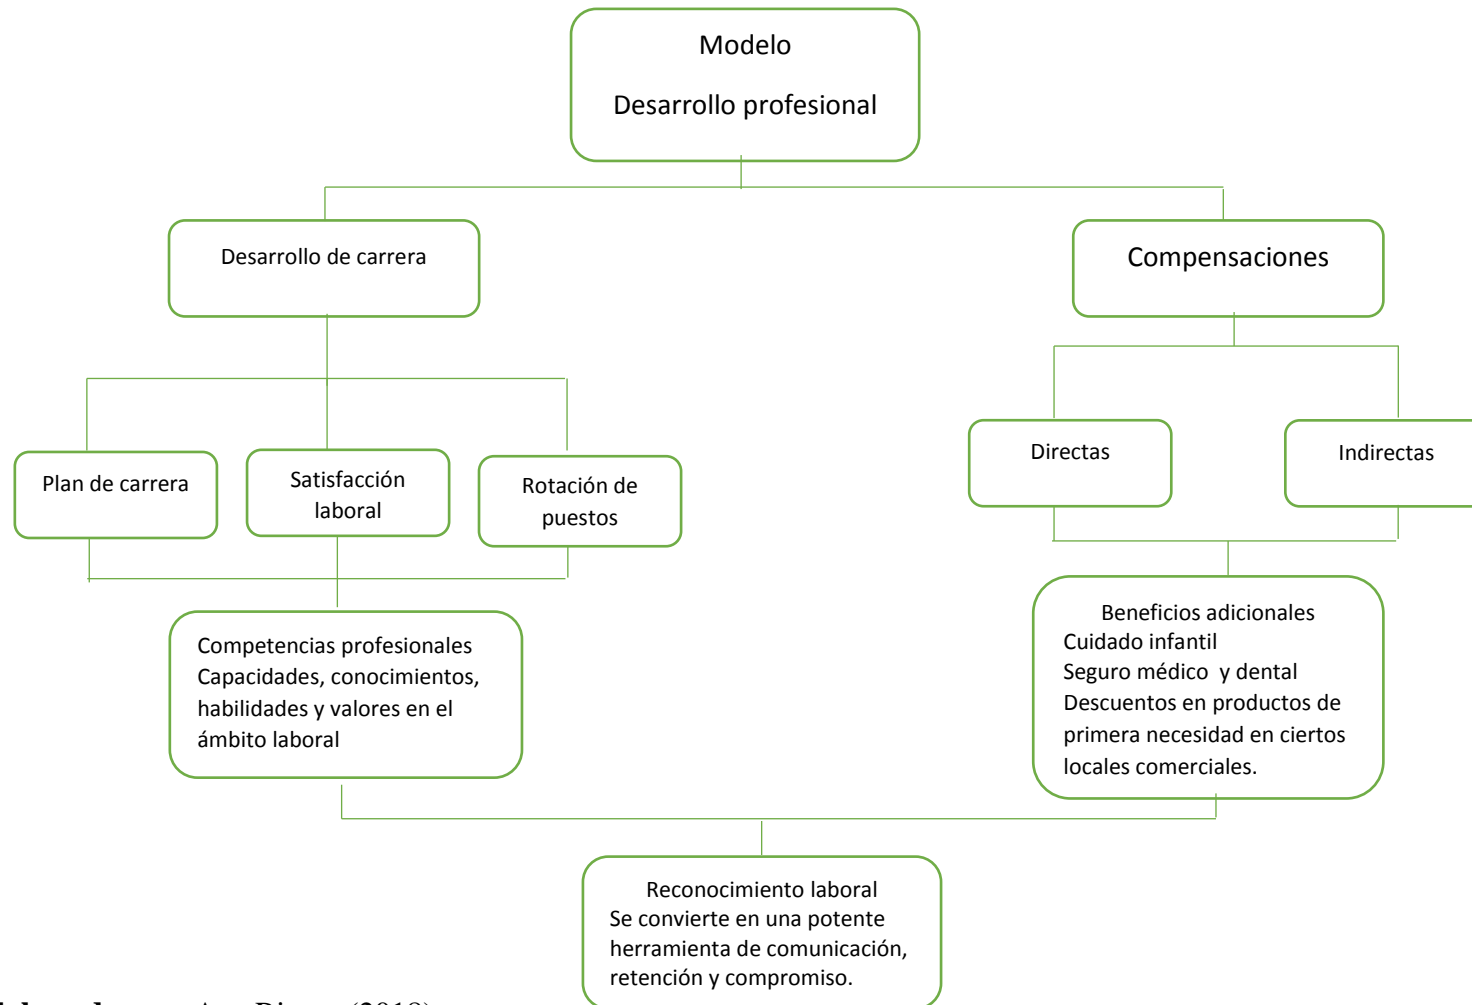 Modelo
Desarrollo profesional
Desarrollo de carrera
Compensaciones
Plan de carrera
Satisfacción
laboral
Rotación de
puestos
Directas
Indirectas
Competencias profesionales
Capacidades, conocimientos,
habilidades y valores en el
ámbito laboral
Beneficios adicionales
Cuidado infantil
Seguro médico y dental
Descuentos en productos de
primera necesidad en ciertos
locales comerciales.
Reconocimiento laboral
Se convierte en una potente
herramienta de comunicación,
retención y compromiso.